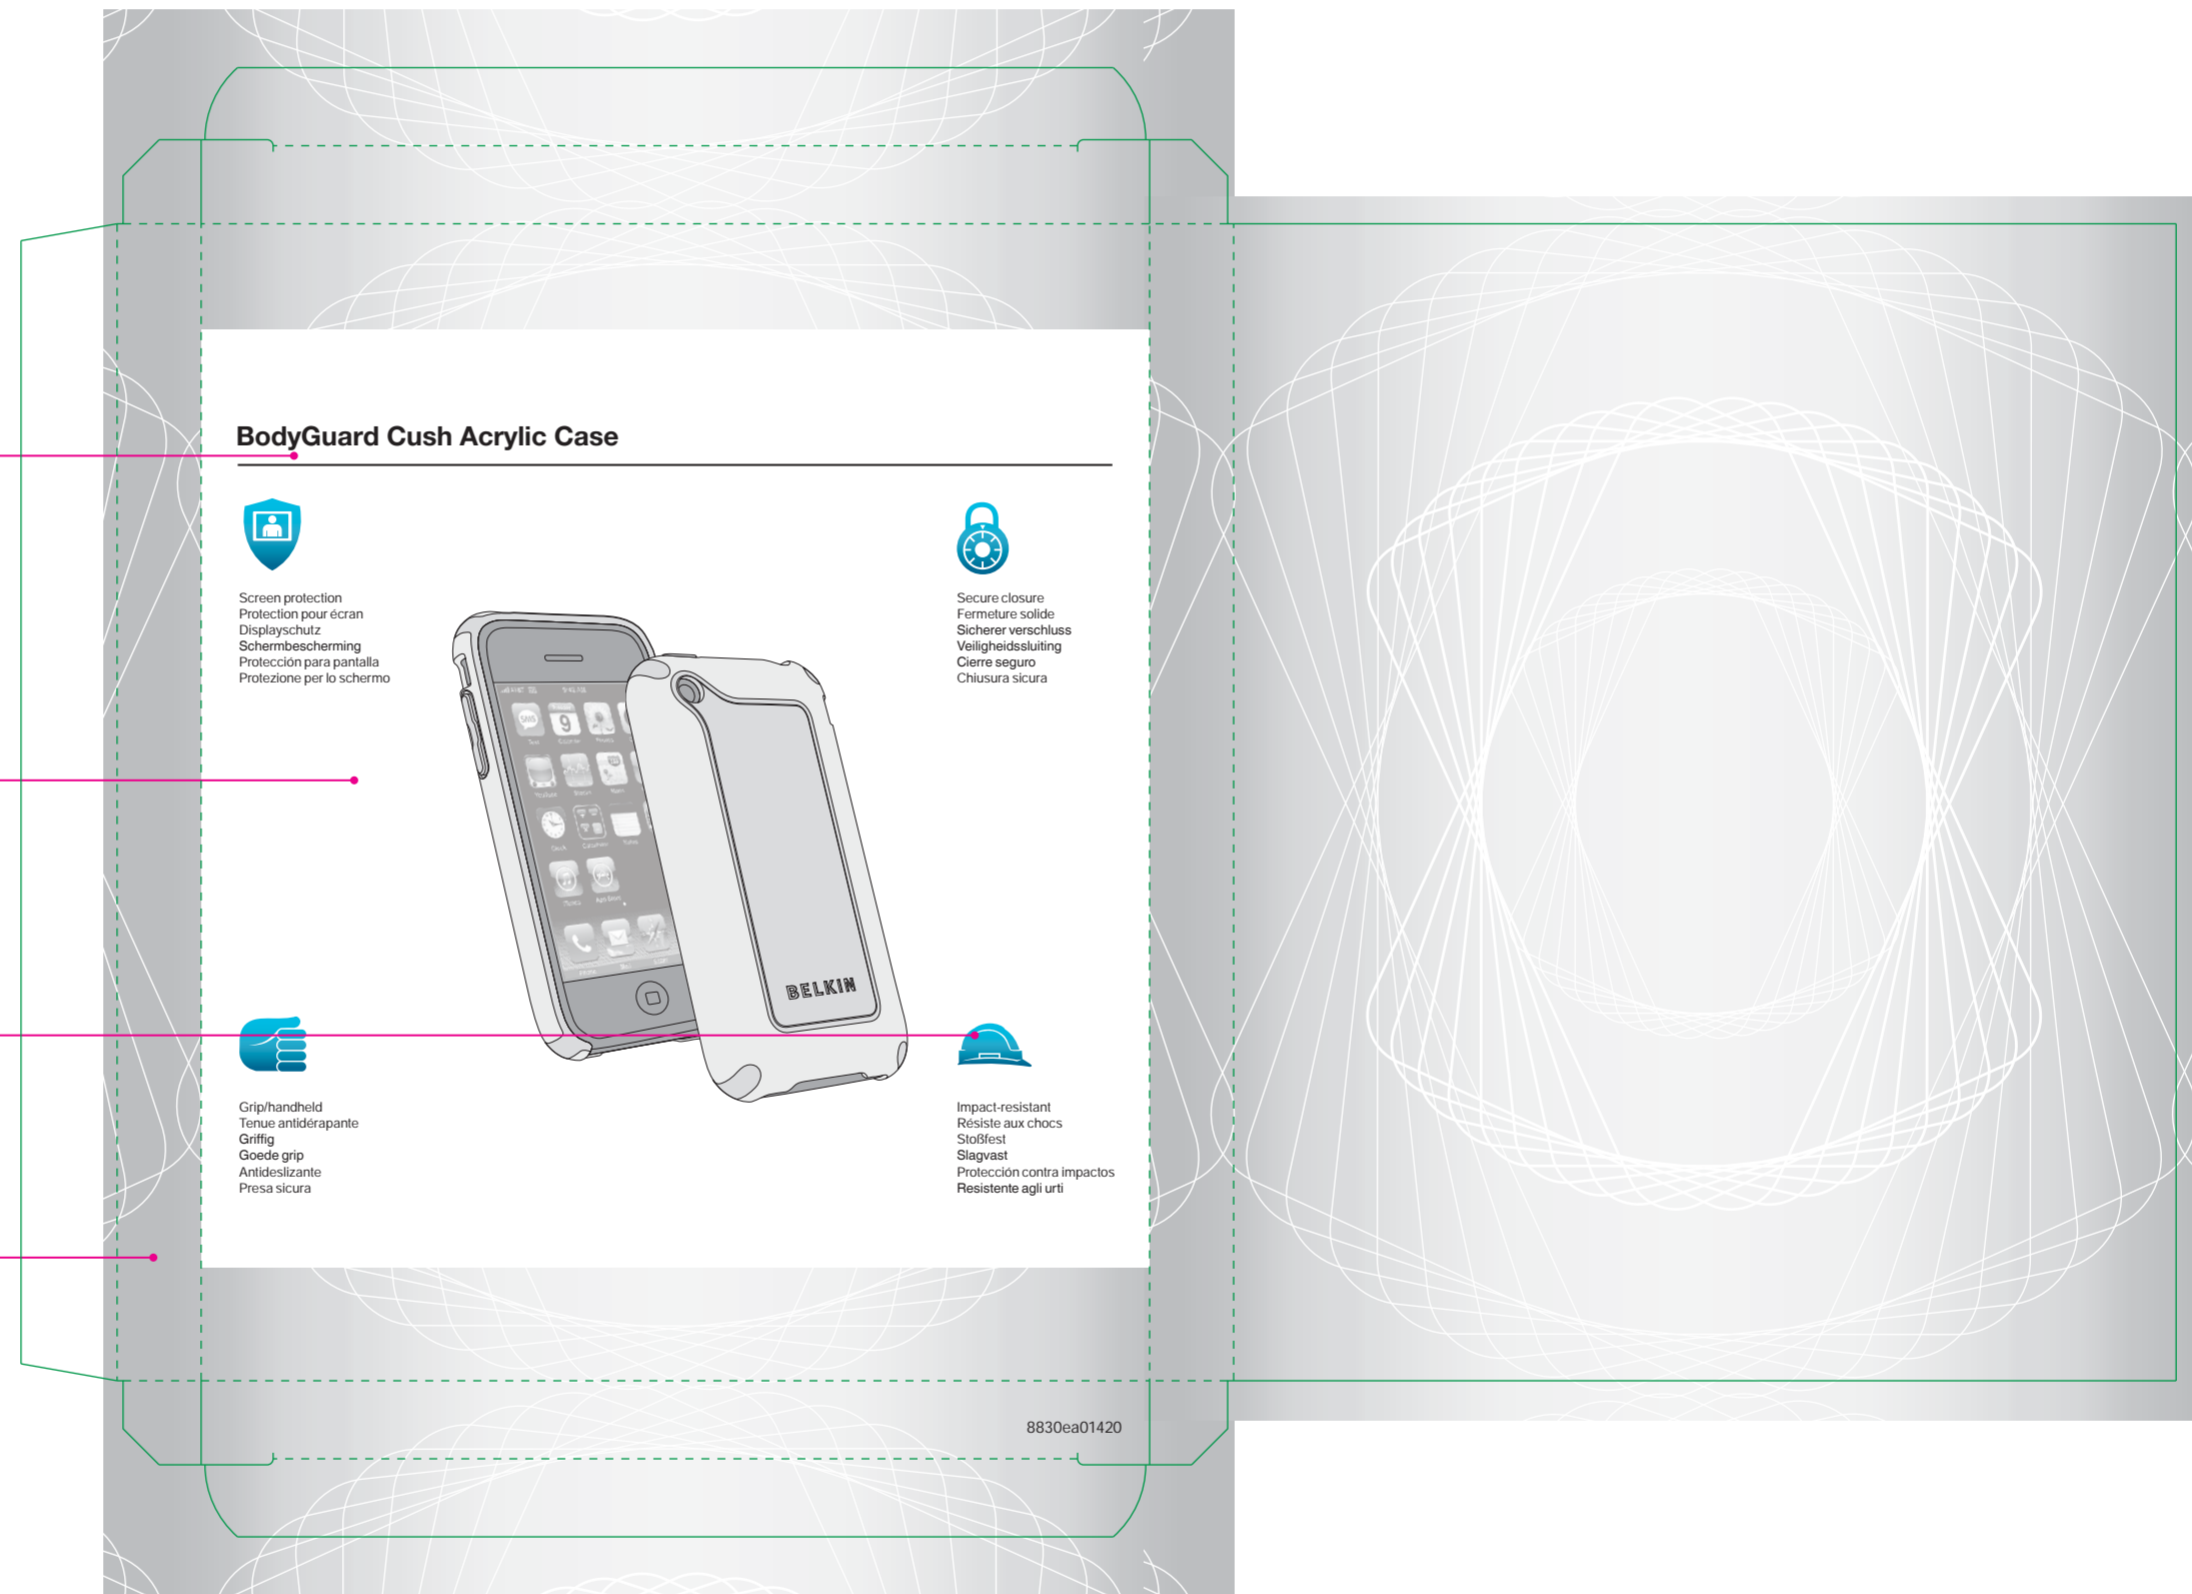 BodyGuard Cush Acrylic Case
Screen protection
Protection pour écran
Displayschutz
Schermbescherming
Protección para pantalla
Protezione per lo schermo
Secure closure
Fermeture solide
Sicherer verschluss
Veiligheidssluiting
Cierre seguro
Chiusura sicura
SMS
9
BELKIN
Grip/handheld
Tenue antidérapante
Griffig
Goede grip
Antideslizante
Presa sicura
Impact-resistant
Résiste aux chocs
Stoßfest
Slagvast
Protección contra impactos
Resistente agli urti
8830ea01420